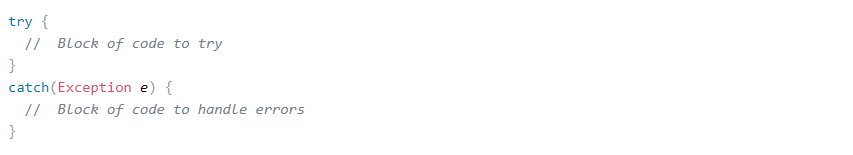 try {
  //  Block of code to try
}
catch(Exception e) {
  //  Block of code to handle errors
}